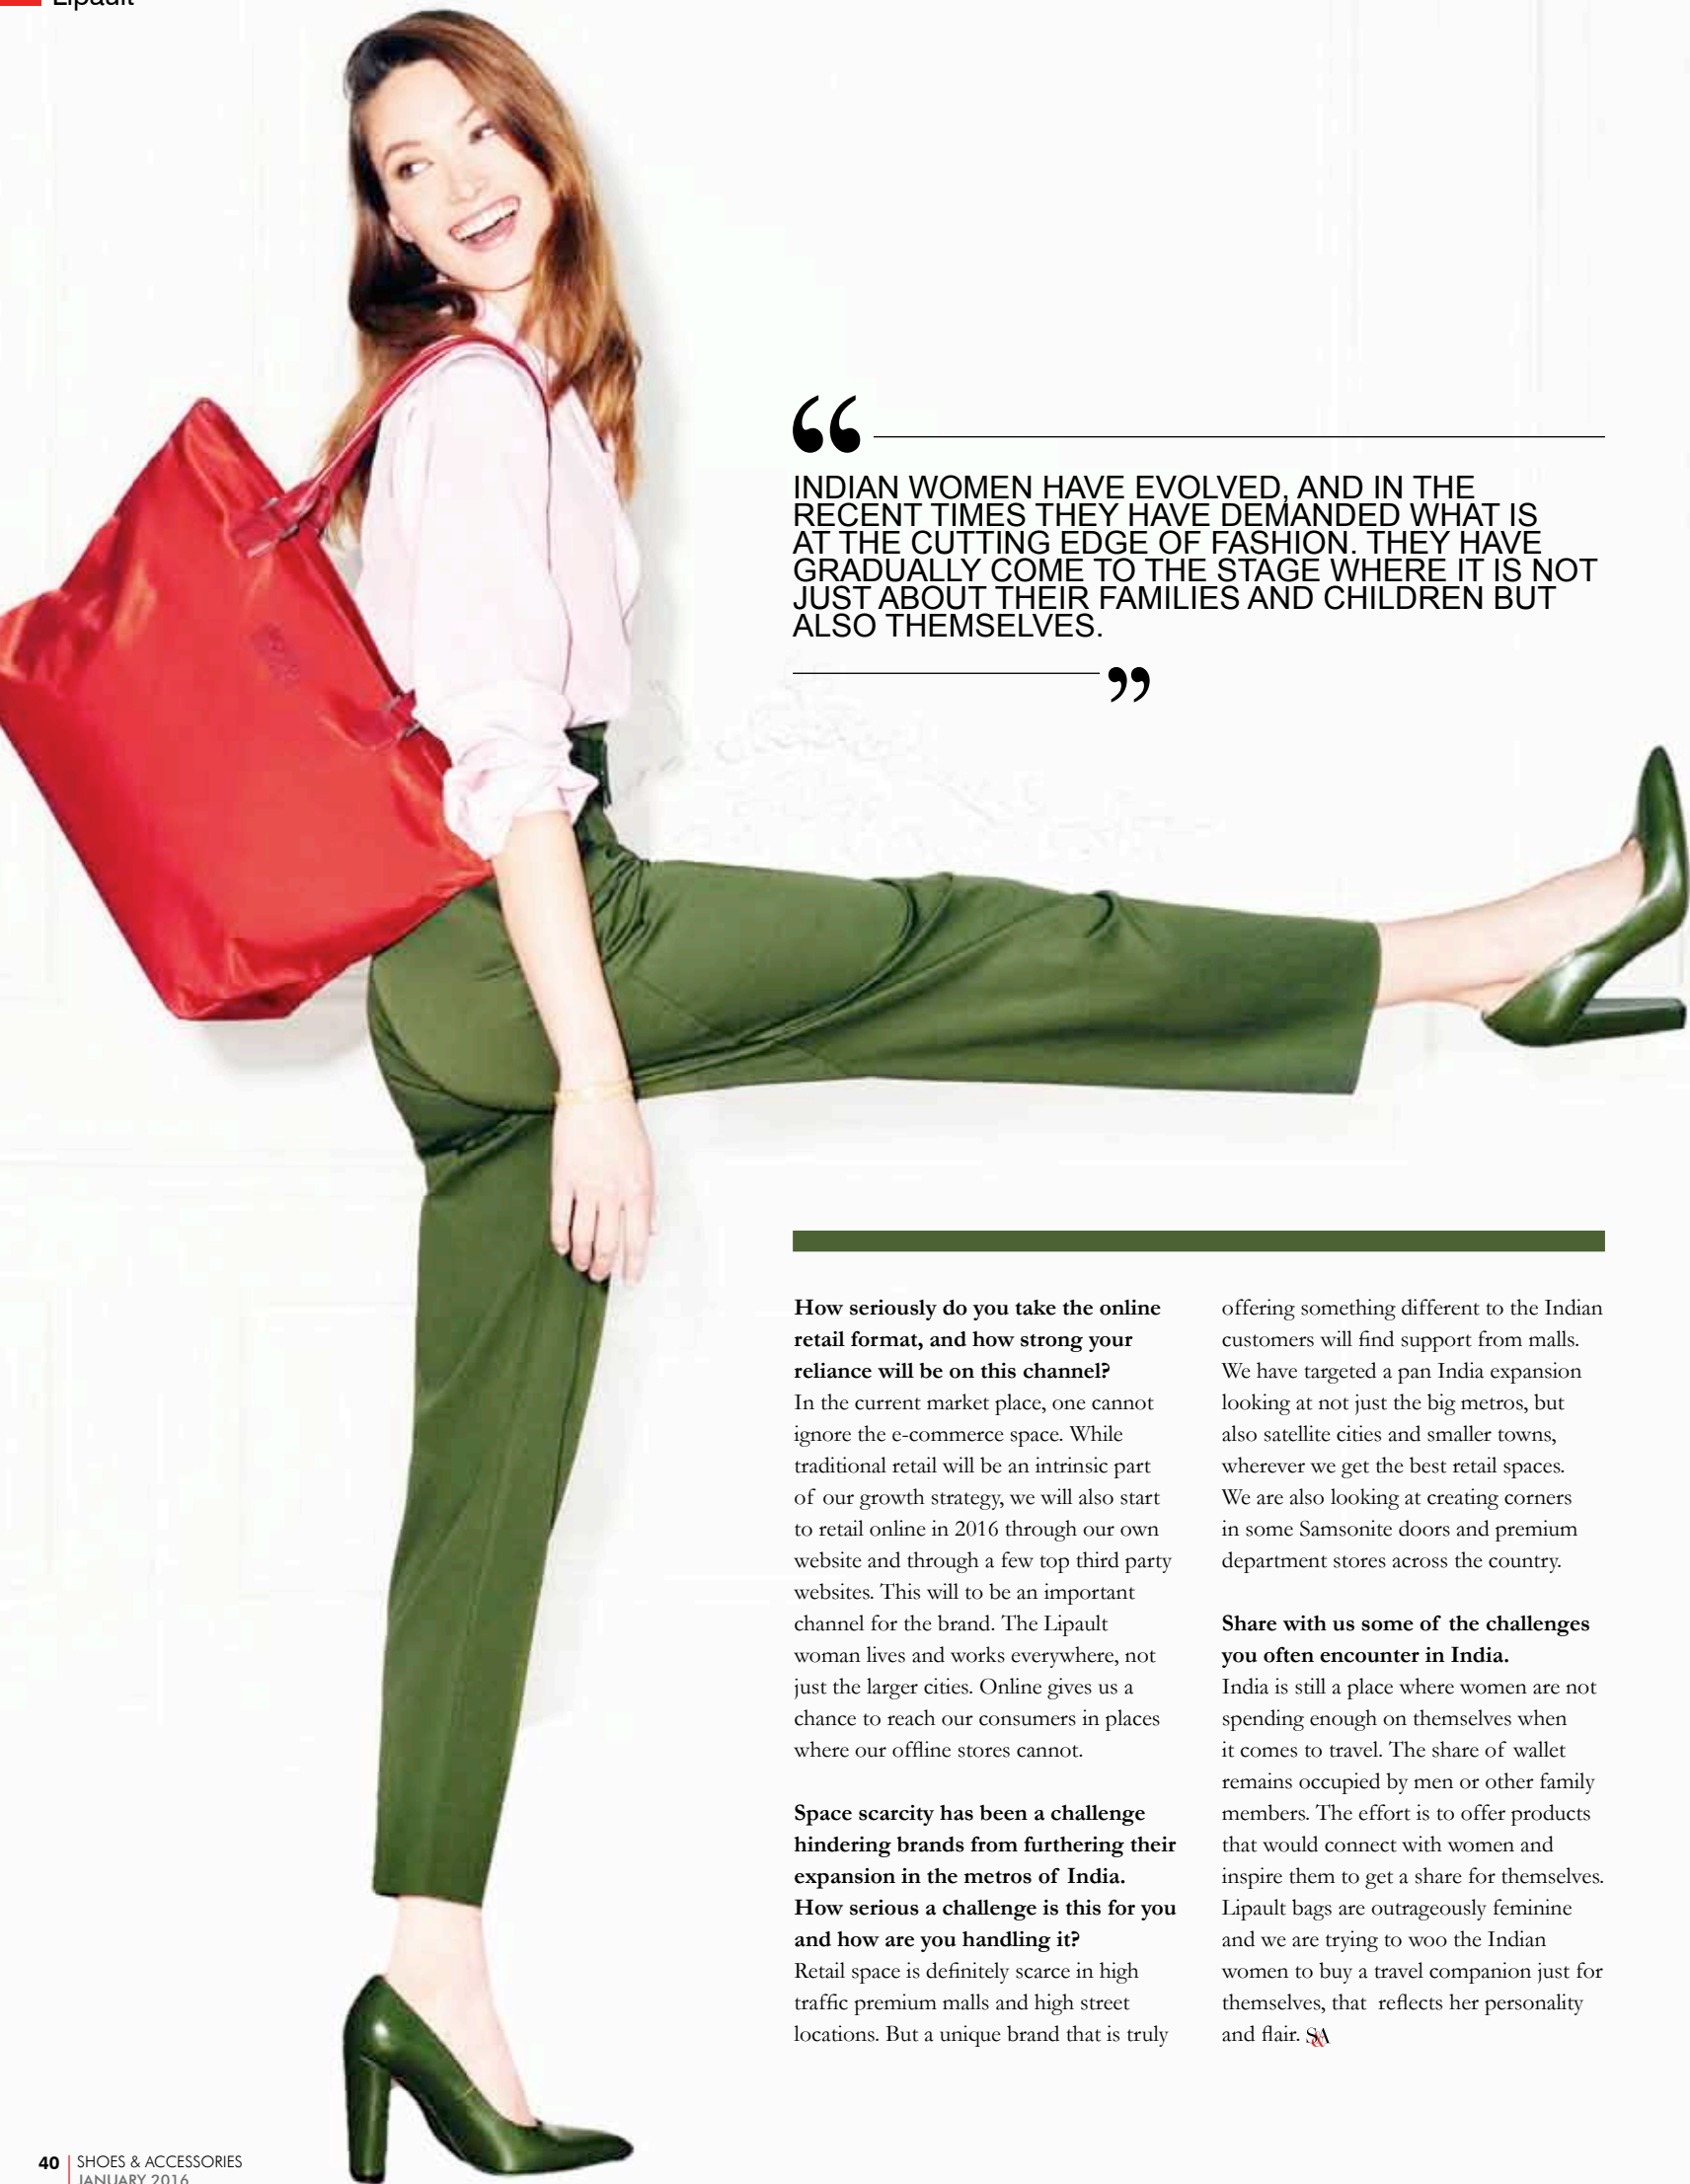 Lipault
“
INDIAN WOMEN HAVE EVOLVED, AND IN THE
RECENT TIMES THEY HAVE DEMANDED WHAT IS
AT THE CUTTING EDGE OF FASHION. THEY HAVE
GRADUALLY COME TO THE STAGE WHERE IT IS NOT
JUST ABOUT THEIR FAMILIES AND CHILDREN BUT
ALSO THEMSELVES.
”
How seriously do you take the online
retail format, and how strong your
reliance will be on this channel?
In the current market place, one cannot
ignore the e-commerce space. While
traditional retail will be an intrinsic part
of our growth strategy, we will also start
to retail online in 2016 through our own
website and through a few top third party
websites. This will to be an important
channel for the brand. The Lipault
woman lives and works everywhere, not
just the larger cities. Online gives us a
chance to reach our consumers in places
where our offline stores cannot.
Space scarcity has been a challenge
hindering brands from furthering their
expansion in the metros of India.
How serious a challenge is this for you
and how are you handling it?
Retail space is definitely scarce in high
traffic premium malls and high street
locations. But a unique brand that is truly
offering something different to the Indian
customers will find support from malls.
We have targeted a pan India expansion
looking at not just the big metros, but
also satellite cities and smaller towns,
wherever we get the best retail spaces.
We are also looking at creating corners
in some Samsonite doors and premium
department stores across the country.
Share with us some of the challenges
you often encounter in India.
India is still a place where women are not
spending enough on themselves when
it comes to travel. The share of wallet
remains occupied by men or other family
members. The effort is to offer products
that would connect with women and
inspire them to get a share for themselves.
Lipault bags are outrageously feminine
and we are trying to woo the Indian
women to buy a travel companion just for
themselves, that reflects her personality
and flair. S&A
40 SHOES & ACCESSORIES
JANUARY 2016